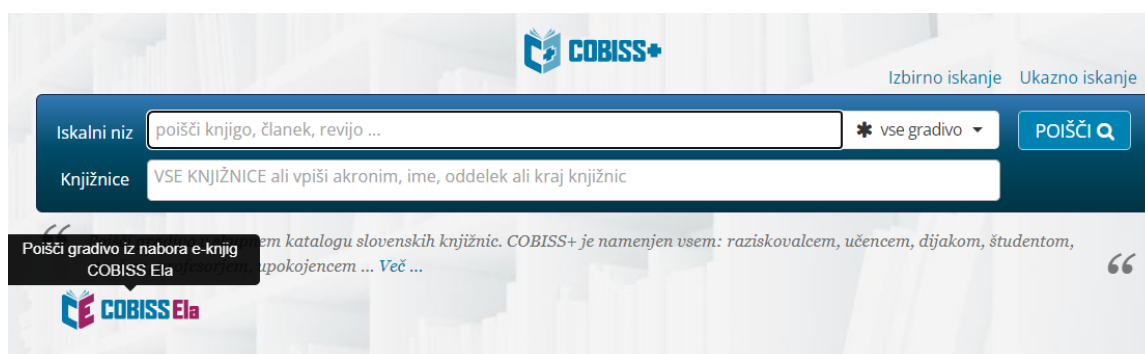 COBISS+
Izbirno iskanje Ukazno iskanje
Iskalni niz poišči knjigo, članek, revijo ... vse gradivo POIŠČI
Knjižnice VSE KNJIŽNICE ali vpiši akronim, ime, oddelek ali kraj knjižnic
katalogu slovenskih knjižnic. COBISS+ je namenjen vsem: raziskovalcem, učencem, dijakom, študentom,
upokojencem ... Več ...
Poišči gradivo iz nabora e-knjig
COBISS Ela
COBISS Ela